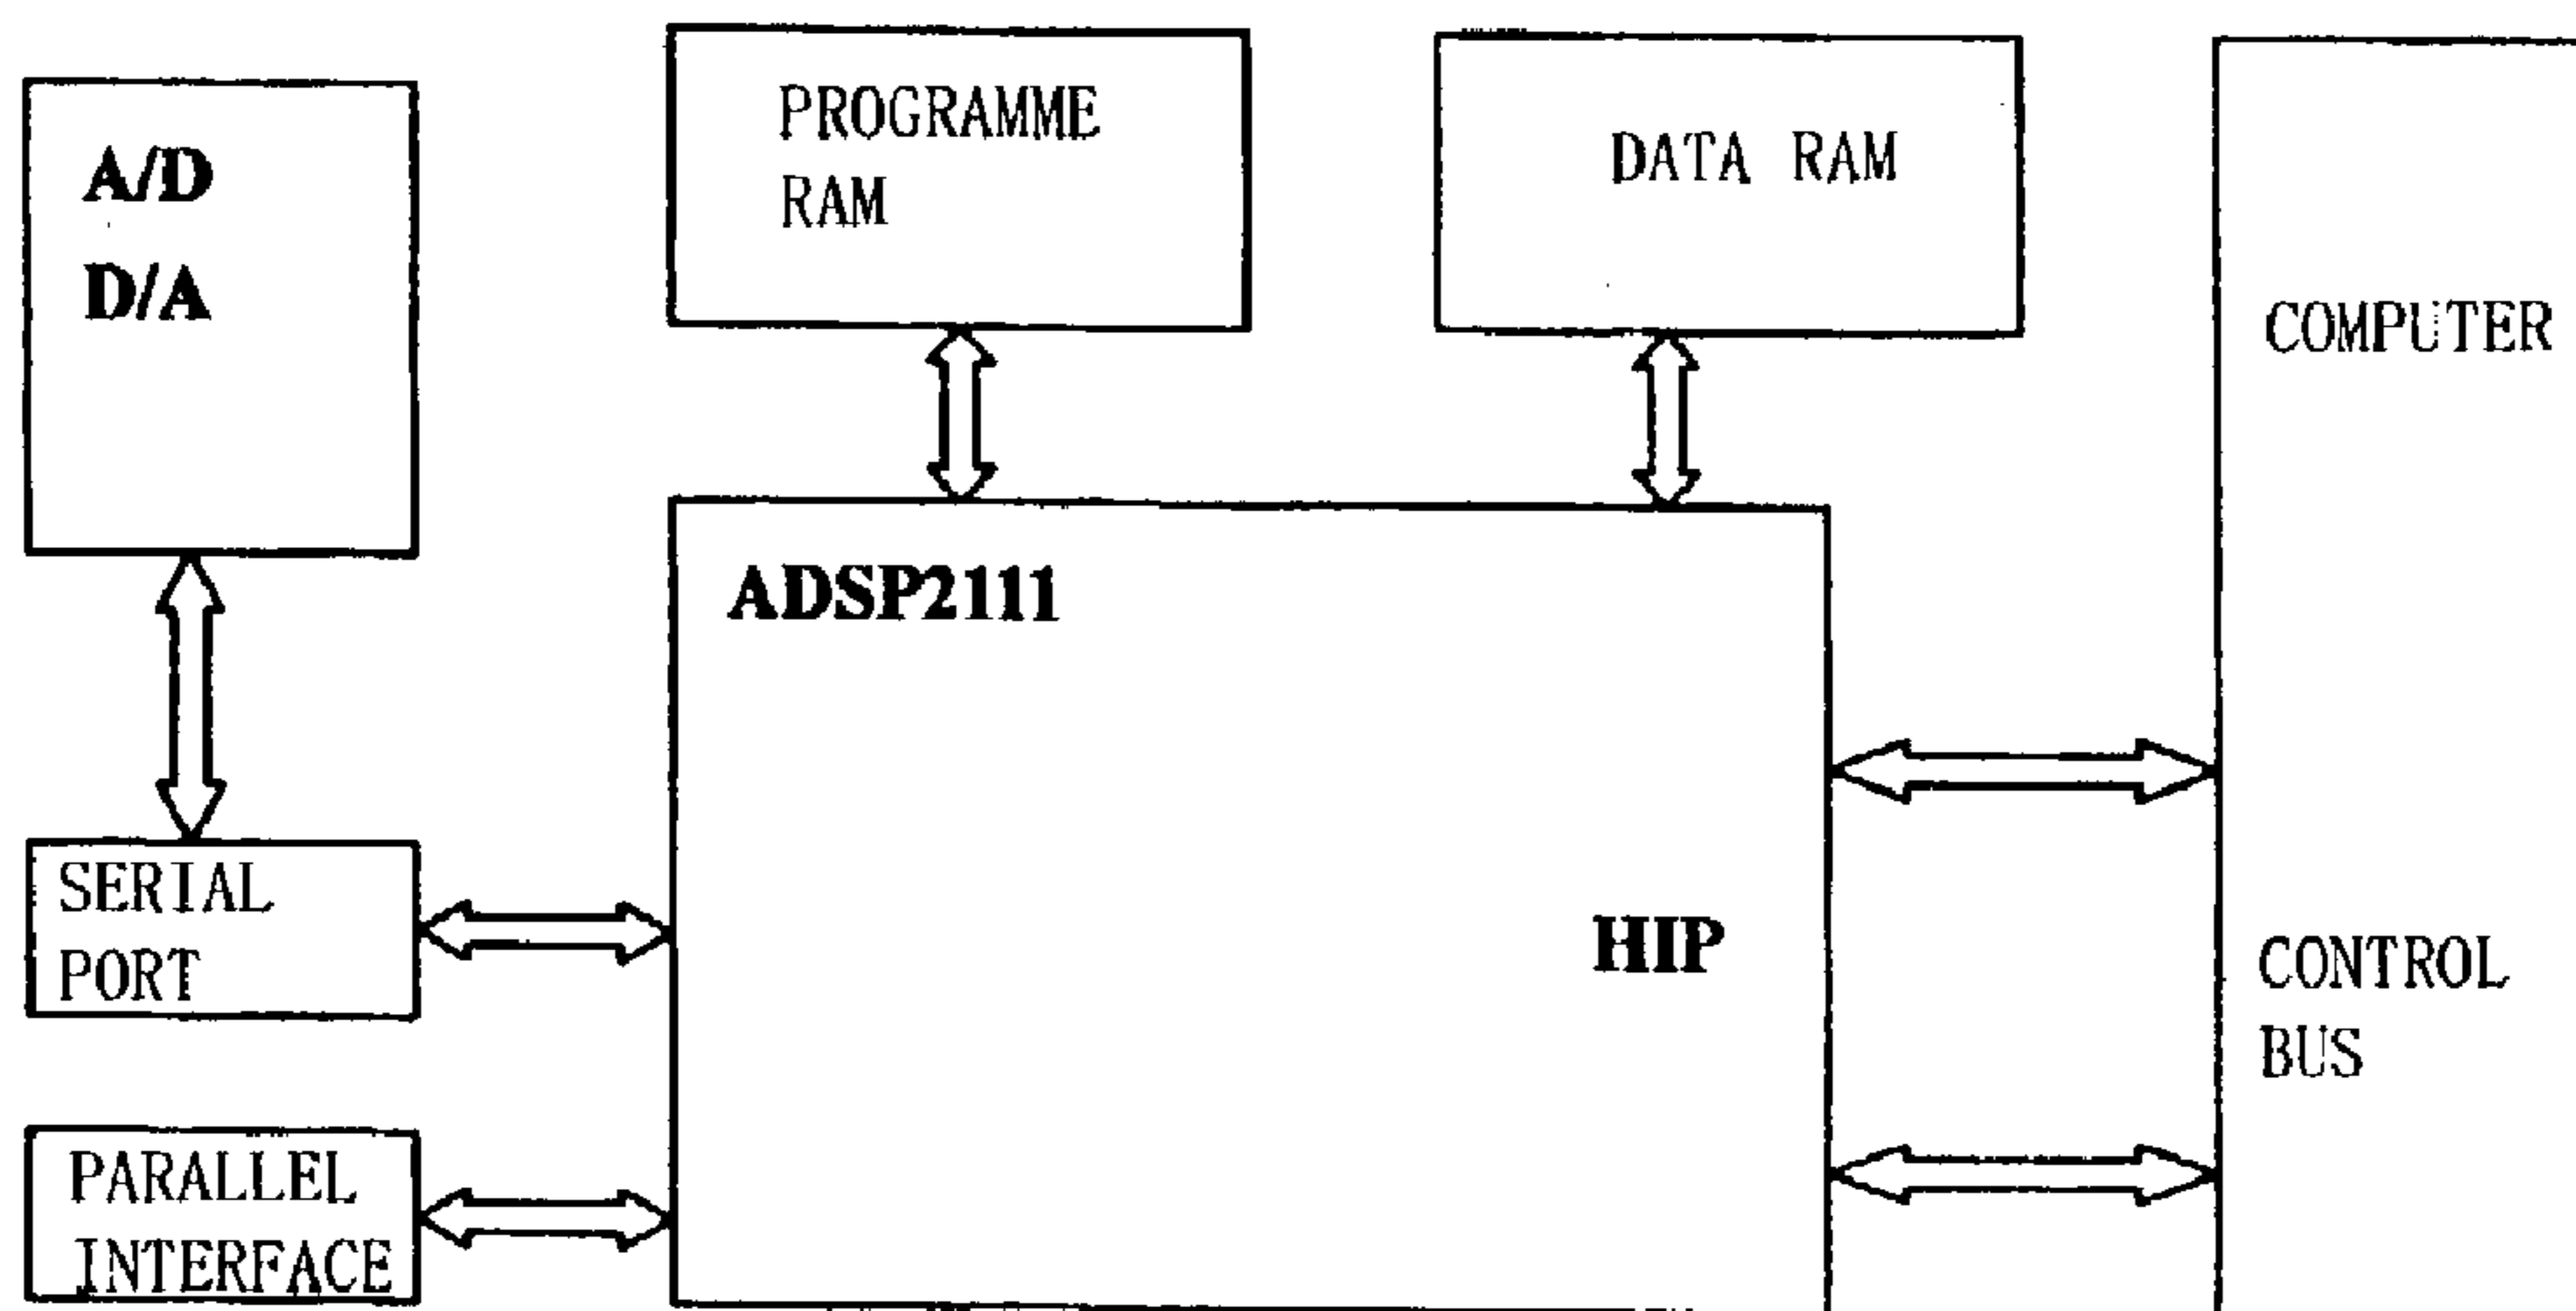 A/D
D/A
PROGRAMME
RAM
DATA RAM
COMPUTER
ADSP2111
SERIAL
PORT
HIP
CONTROL
BUS
PARALLEL
INTERFACE